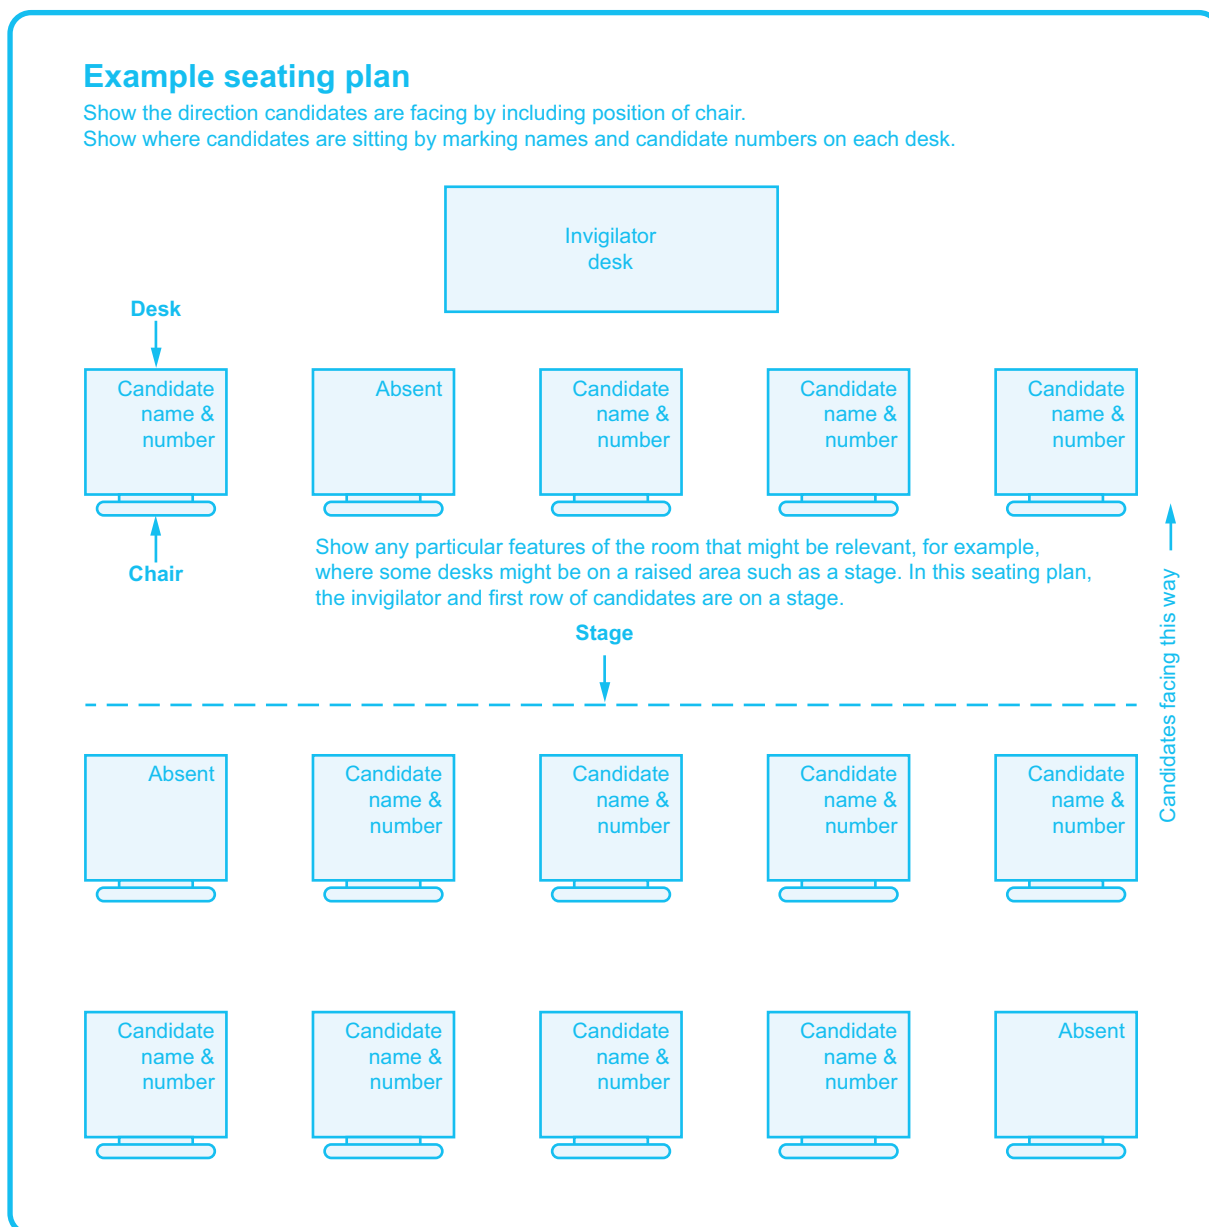 Example seating plan
Show the direction candidates are facing by including position of chair.
Show where candidates are sitting by marking names and candidate numbers on each desk.
Invigilator
desk
Desk
Candidate
name &
number
Absent
Candidate
name &
number
Candidate
name &
number
Candidate
name &
number
Chair
Show any particular features of the room that might be relevant, for example,
where some desks might be on a raised area such as a stage. In this seating plan,
the invigilator and first row of candidates are on a stage.
Stage
Candidates facing this way
Absent
Candidate
name &
number
Candidate
name &
number
Candidate
name &
number
Candidate
name &
number
Candidate
name &
number
Candidate
name &
number
Candidate
name &
number
Candidate
name &
number
Absent